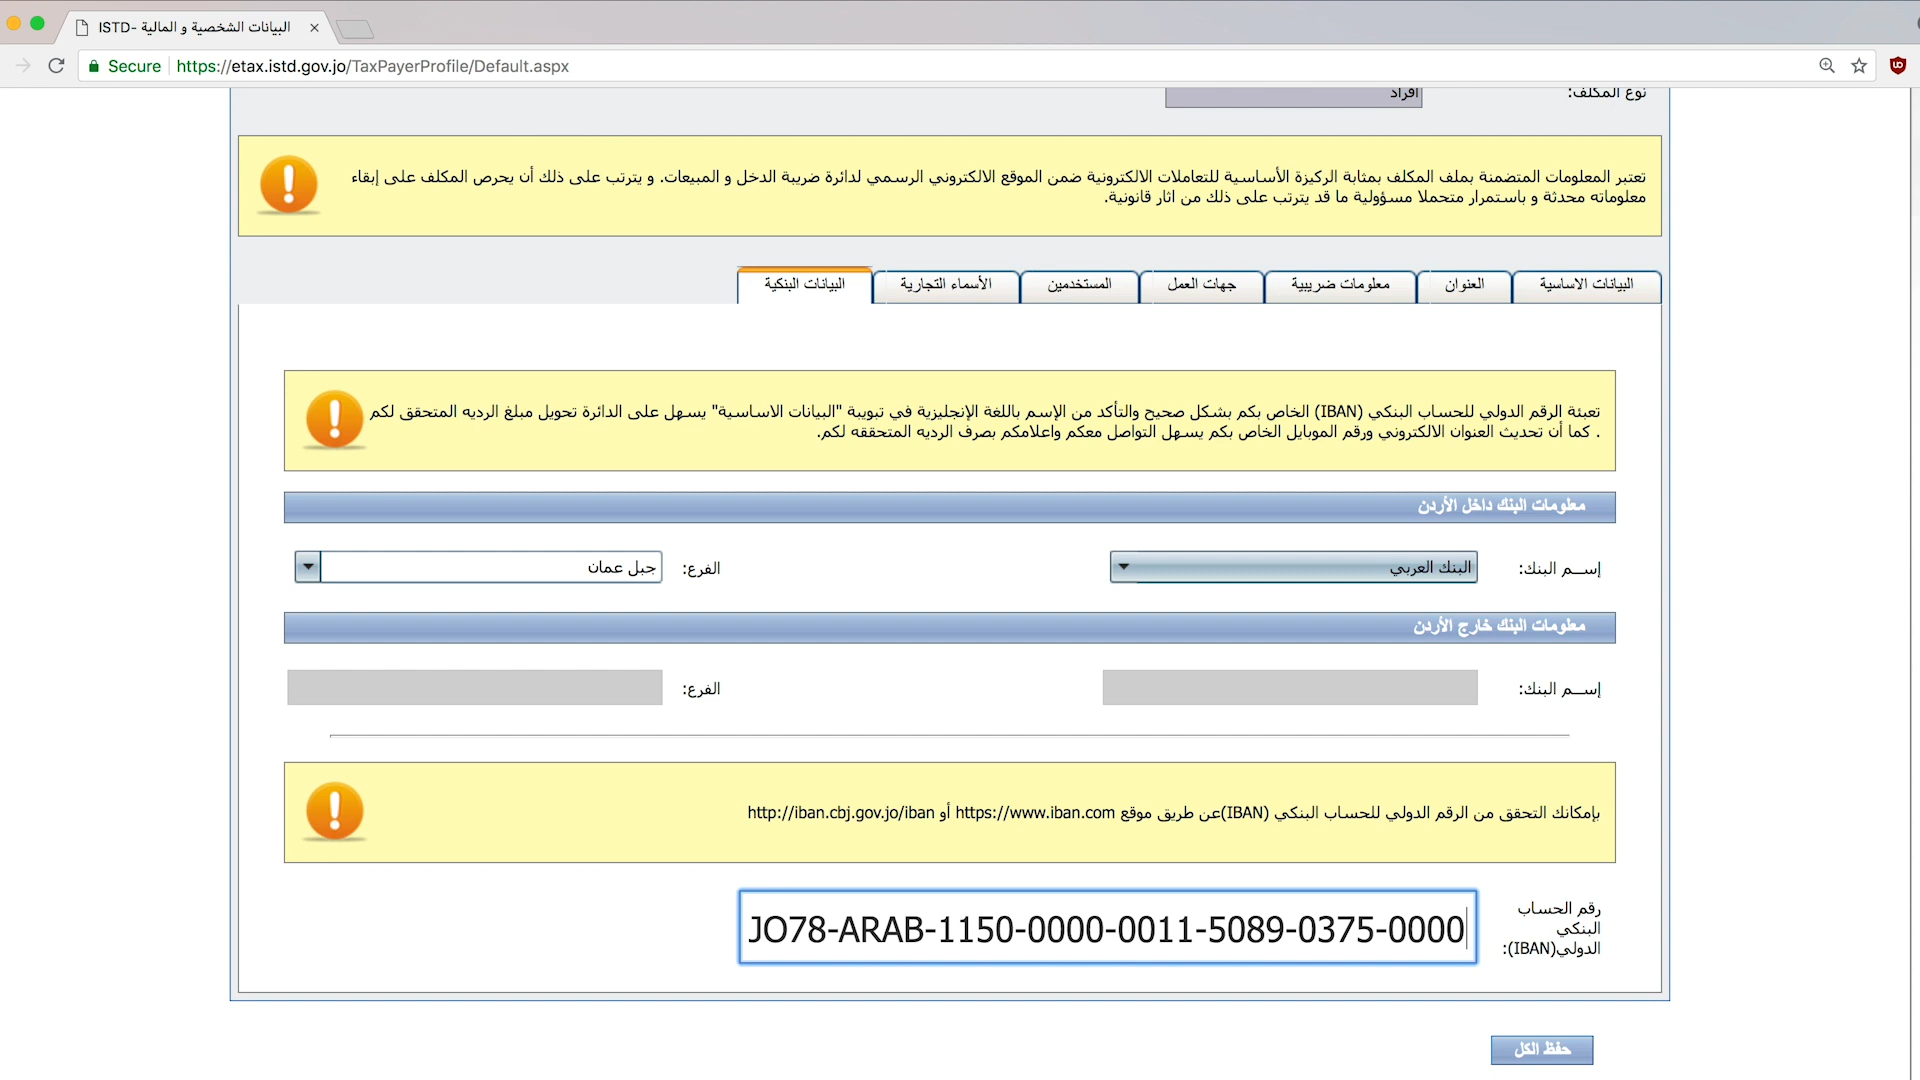 البيانات الشخصية و المالية -ISTD
Secure https://etax.istd.gov.jo/TaxPayerProfile/Default.aspx
نوع المكلف: افراد
تعتبر المعلومات المتضمنة بملف المكلف بمثابة الركيزة الأساسية للتعاملات الالكترونية ضمن الموقع الالكتروني الرسمي لدائرة ضريبة الدخل و المبيعات. و يترتب على ذلك أن يحرص المكلف على إبقاء
معلوماته محدثة و باستمرار متحملا مسؤولية ما قد يترتب على ذلك من اثار قانونية.
البيانات الاساسية العنوان معلومات ضريبية جهات العمل المستخدمين الأسماء التجارية البيانات البنكية
تعبئة الرقم الدولي للحساب البنكي (IBAN) الخاص بكم بشكل صحيح والتأكد من الإسم باللغة الإنجليزية في تبويبة "البيانات الاساسية" يسهل على الدائرة تحويل مبلغ الرديه المتحقق لكم
. كما أن تحديث العنوان الالكتروني ورقم الموبايل الخاص بكم يسهل التواصل معكم واعلامكم بصرف الرديه المتحققه لكم.
معلومات البنك داخل الأردن
إســم البنك: البنك العربي الفرع: جبل عمان
معلومات البنك خارج الأردن
إســم البنك: الفرع:
بإمكانك التحقق من الرقم الدولي للحساب البنكي (IBAN)عن طريق موقع https://www.iban.com أو http://iban.cbj.gov.jo/iban
رقم الحساب
البنكي
الدولي(IBAN):
JO78-ARAB-1150-0000-0011-5089-0375-0000
حفظ الكل